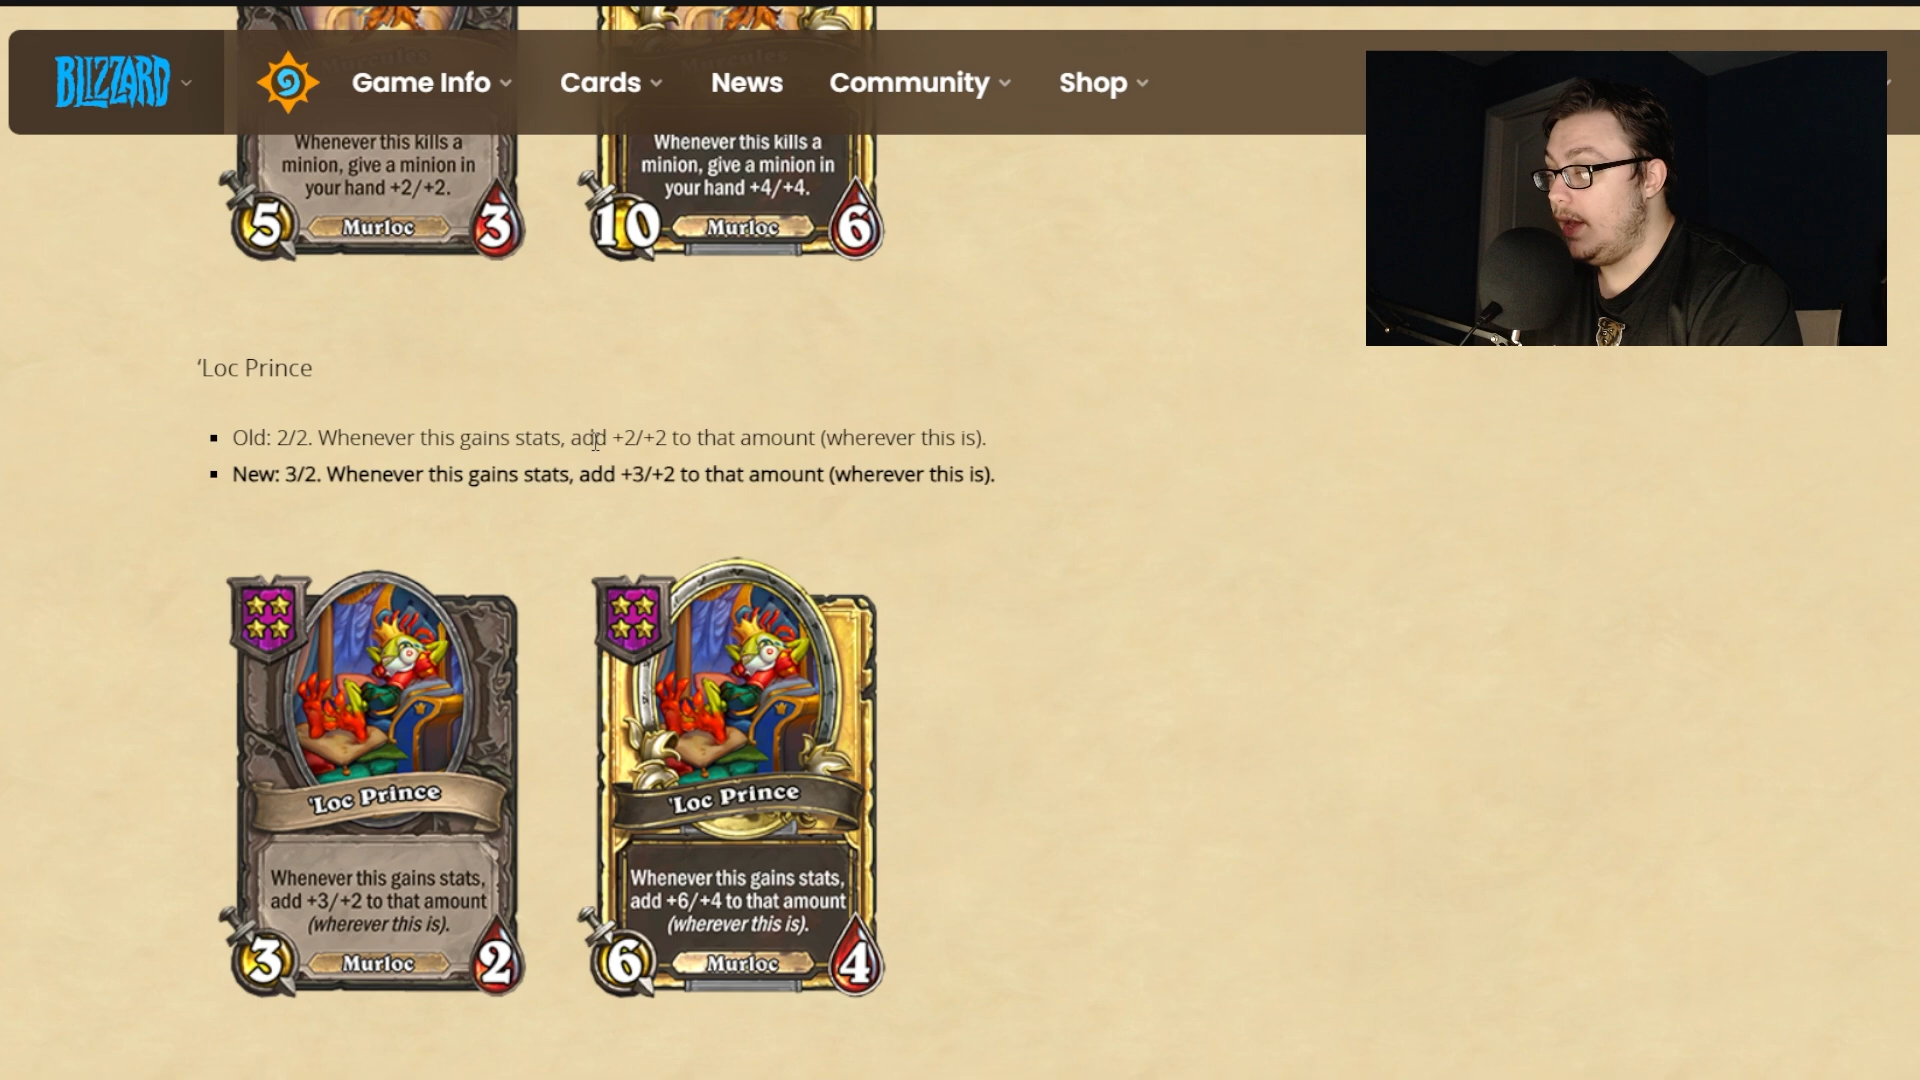 BLIZZARD
Game Info
Cards
News
Community
Shop
Whenever this kills a
minion, give a minion in
your hand +2/+2.
5
Murloc
3
Whenever this kills a
minion, give a minion in
your hand +4/+4.
10
Murloc
6
‘Loc Prince
Old: 2/2. Whenever this gains stats, add +2/+2 to that amount (wherever this is).
New: 3/2. Whenever this gains stats, add +3/+2 to that amount (wherever this is).
'Loc Prince
Whenever this gains stats,
add +3/+2 to that amount
(wherever this is).
3
Murloc
2
'Loc Prince
Whenever this gains stats,
add +6/+4 to that amount
(wherever this is).
6
Murloc
4